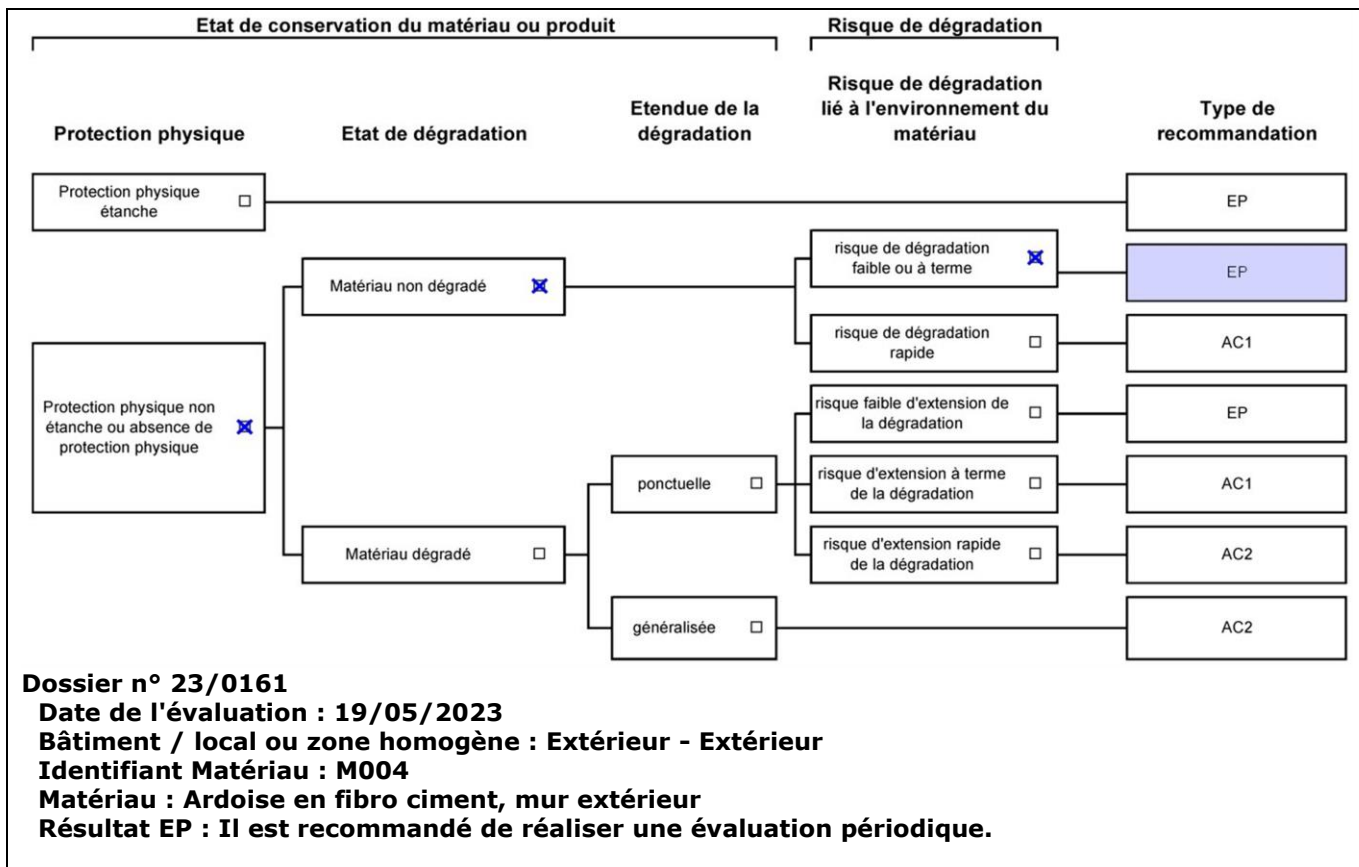 Etat de conservation du matériau ou produit
Risque de dégradation
Protection physique
Etat de dégradation
Etendue de la
dégradation
Risque de dégradation
lié à l'environnement du
matériau
Type de
recommandation
Protection physique
étanche
EP
risque de dégradation
faible ou à terme
EP
Matériau non dégradé
risque de dégradation
rapide
AC1
Protection physique non
étanche ou absence de
protection physique
risque faible d'extension de
la dégradation
EP
ponctuelle
risque d'extension à terme
de la dégradation
AC1
Matériau dégradé
risque d'extension rapide
de la dégradation
AC2
généralisée
AC2
Dossier n° 23/0161
Date de l'évaluation : 19/05/2023
Bâtiment / local ou zone homogène : Extérieur - Extérieur
Identifiant Matériau : M004
Matériau : Ardoise en fibro ciment, mur extérieur
Résultat EP : Il est recommandé de réaliser une évaluation périodique.